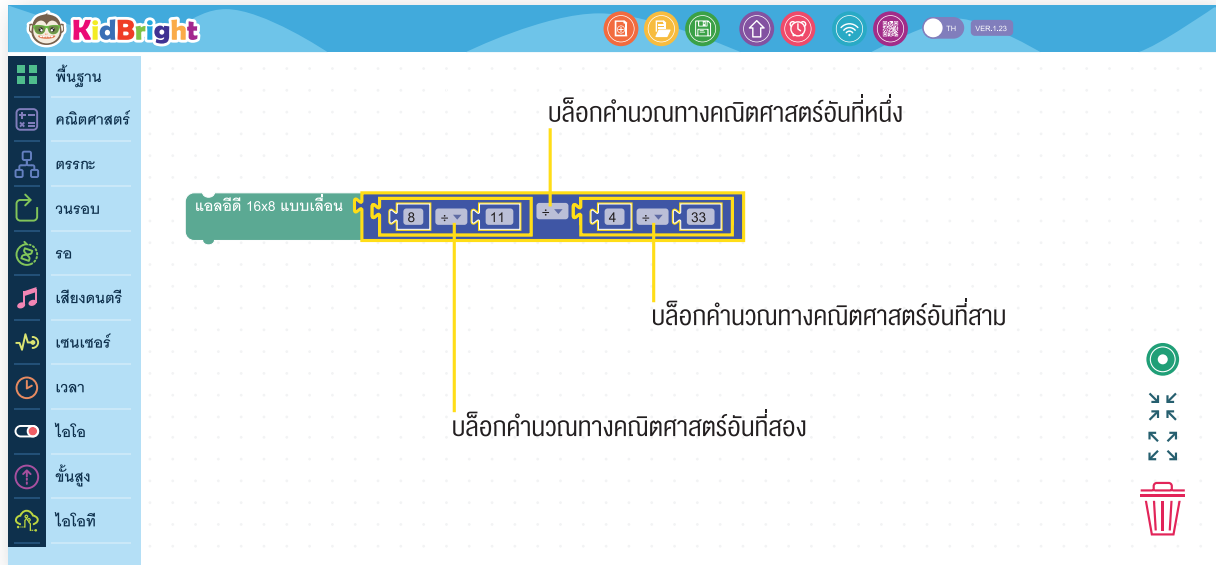 KidBright
TH
VER.1.23
พื้นฐาน
คณิตศาสตร์
ตรรกะ
วนรอบ
รอ
เสียงดนตรี
เซนเซอร์
เวลา
ไอโอ
ขั้นสูง
ไอโอที
บล็อกคำนวณทางคณิตศาสตร์อันที่หนึ่ง
แอลอีดี 16x8 แบบเลื่อน 8 ÷ 11 ÷ 4 ÷ 33
บล็อกคำนวณทางคณิตศาสตร์อันที่สาม
บล็อกคำนวณทางคณิตศาสตร์อันที่สอง